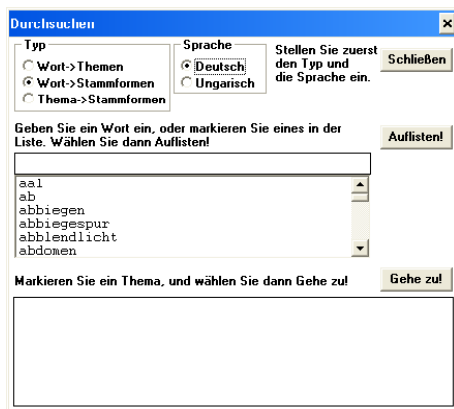 Durchsuchen
Typ
Wort->Themen
Wort->Stammformen
Thema->Stammformen
Sprache
Deutsch
Ungarisch
Stellen Sie zuerst
den Typ und
die Sprache ein.
Schließen
Geben Sie ein Wort ein, oder markieren Sie eines in der
Liste. Wählen Sie dann Auflisten!
Auflisten!
aal
ab
abbiegen
abbiegespur
abblendlicht
abdomen
Markieren Sie ein Thema, und wählen Sie dann Gehe zu!
Gehe zu!